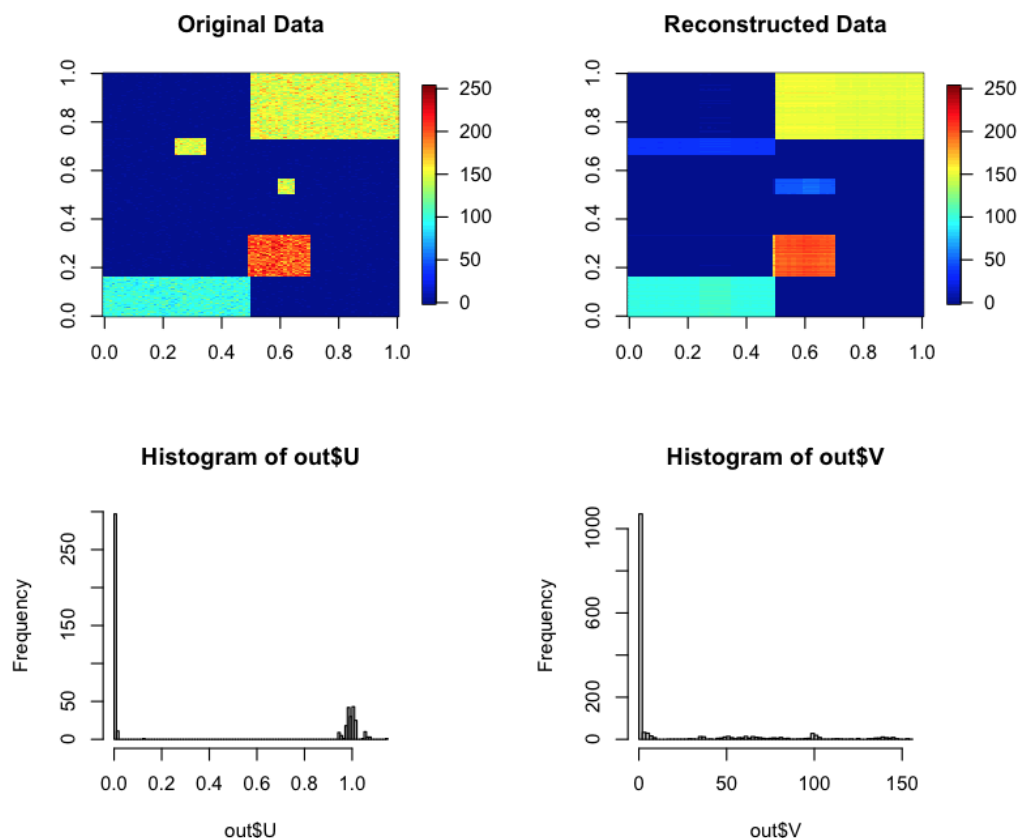 Original Data
1.0
0.8
0.6
0.4
0.2
0.0
0.0 0.2 0.4 0.6 0.8 1.0
250
200
150
100
50
0
Reconstructed Data
1.0
0.8
0.6
0.4
0.2
0.0
0.0 0.2 0.4 0.6 0.8 1.0
250
200
150
100
50
0
Histogram of out$U
Frequency
250
150
50
0
0.0 0.2 0.4 0.6 0.8 1.0
out$U
Histogram of out$V
Frequency
1000
600
200
0
0 50 100 150
out$V